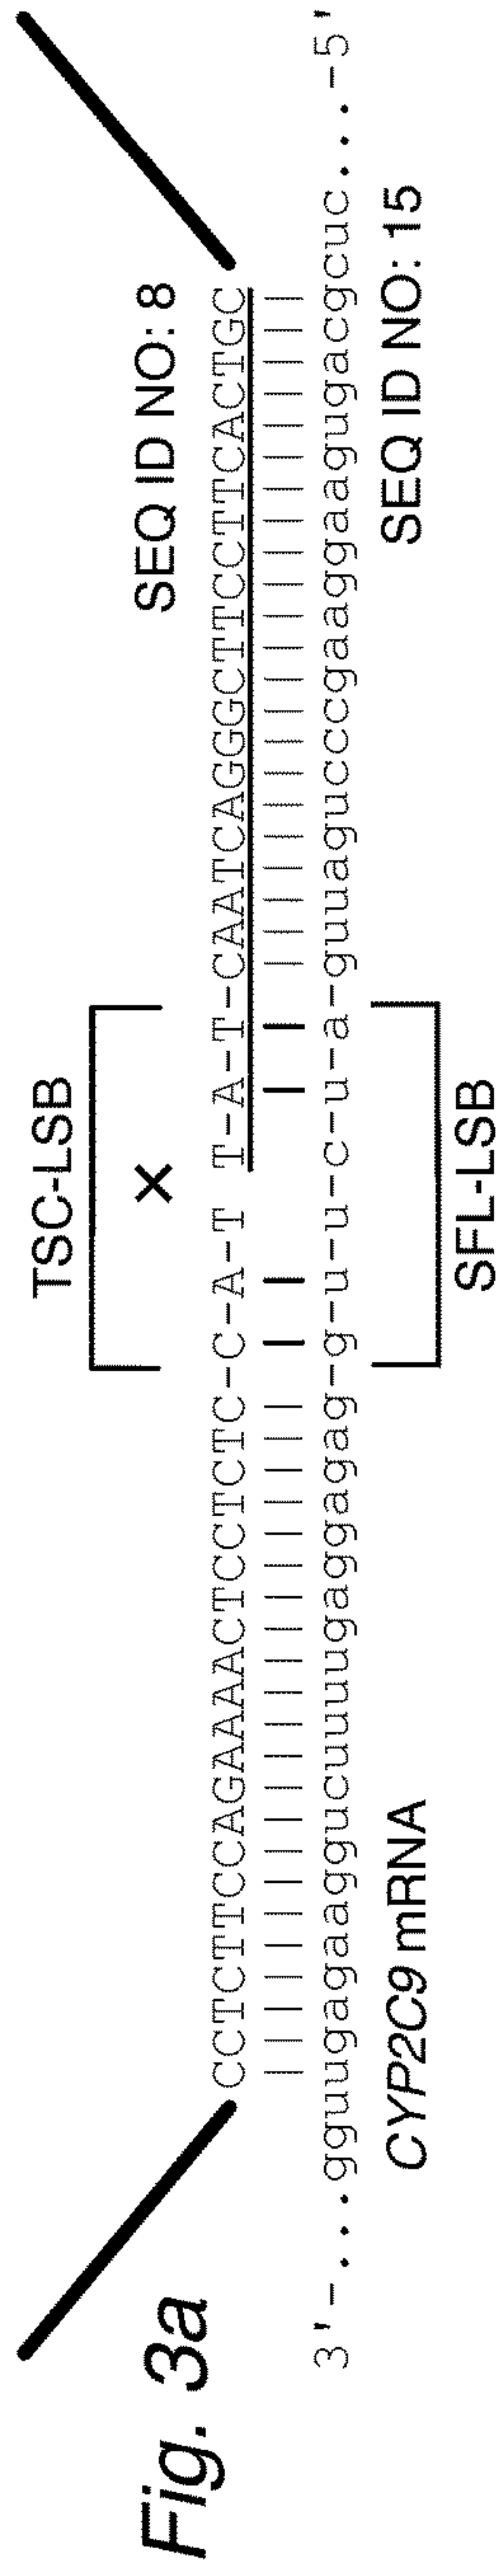 TSC-LSB
SEQ ID NO: 8
×
CCTCTTCCAGAAAACTCCTCTC-C-A-T T-A-T-CAATCAGGGCTTCCTTCACTGC
3'-...gguugagaaggucuuuugaggagag-g-u-u-c-u-a-guuagucccgaaggaagugacgcuc...-5'
CYP2C9 mRNA
SFL-LSB
SEQ ID NO: 15
Fig. 3a